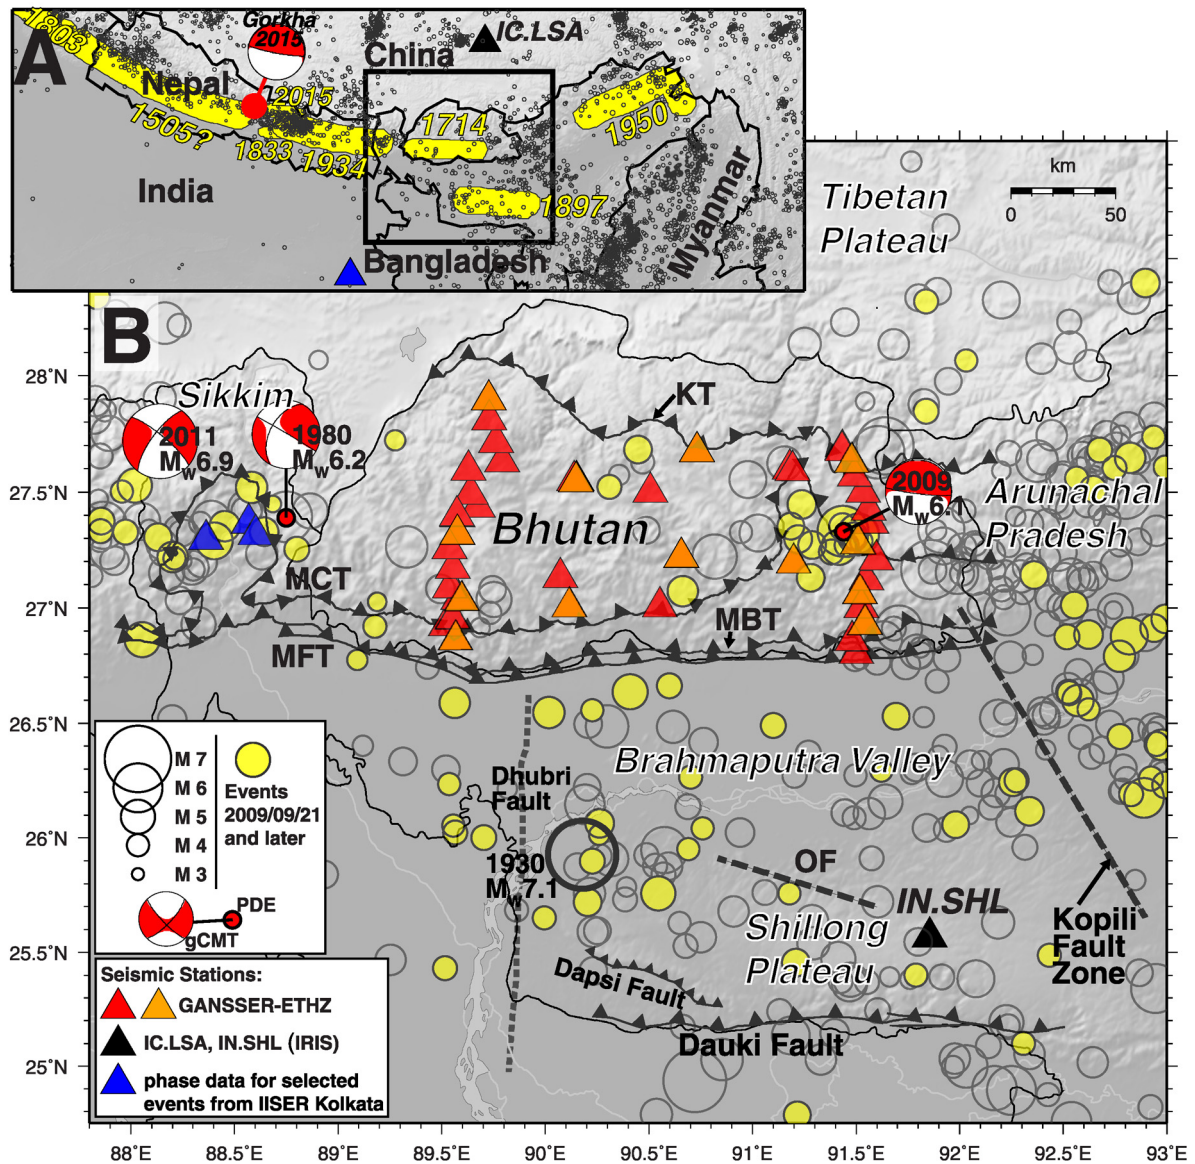 A
1803
Gorkha
2015
IC.LSA
China
Nepal
2015
1505?
1833
1934
1714
1950
India
1897
Myanmar
Bangladesh
km
0
50
Tibetan
Plateau
B
Sikkim
2011
Mw6.9
1980
Mw6.2
KT
2009
Mw6.1
Arunachal
Pradesh
Bhutan
MCT
MBT
MFT
Brahmaputra Valley
Dhubri
Fault
1930
Mw7.1
OF
IN.SHL
Shillong
Plateau
Kopili
Fault
Zone
Dapsi Fault
Dauki Fault
M 7
M 6
M 5
M 4
M 3
Events
2009/09/21
and later
PDE
gCMT
Seismic Stations:
GANSSER-ETHZ
IC.LSA, IN.SHL (IRIS)
phase data for selected
events from IISER Kolkata
28°N
27.5°N
27°N
26.5°N
26°N
25.5°N
25°N
88°E
88.5°E
89°E
89.5°E
90°E
90.5°E
91°E
91.5°E
92°E
92.5°E
93°E